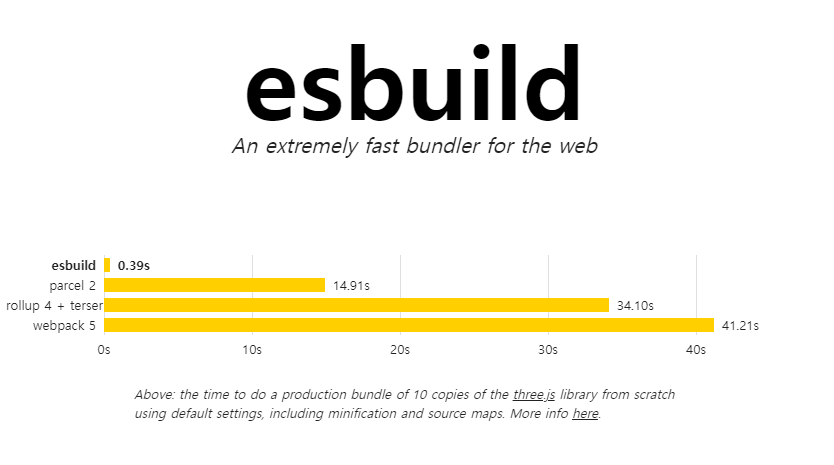 esbuild
An extremely fast bundler for the web
esbuild 0.39s
parcel 2 14.91s
rollup 4 + terser 34.10s
webpack 5 41.21s
0s 10s 20s 30s 40s
Above: the time to do a production bundle of 10 copies of the three.js library from scratch
using default settings, including minification and source maps. More info here.